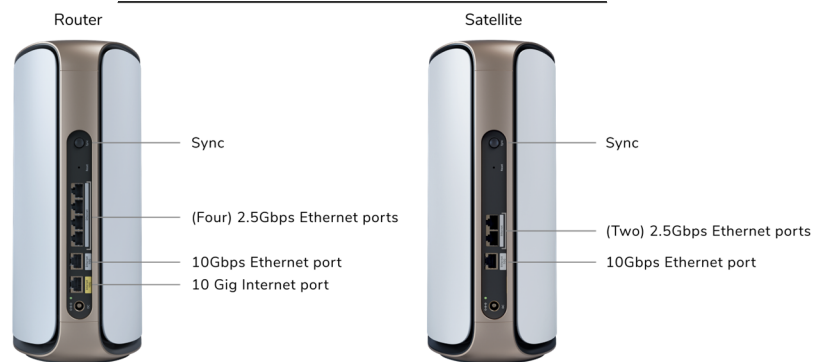 Router
Sync
(Four) 2.5Gbps Ethernet ports
10Gbps Ethernet port
10 Gig Internet port
Satellite
Sync
(Two) 2.5Gbps Ethernet ports
10Gbps Ethernet port